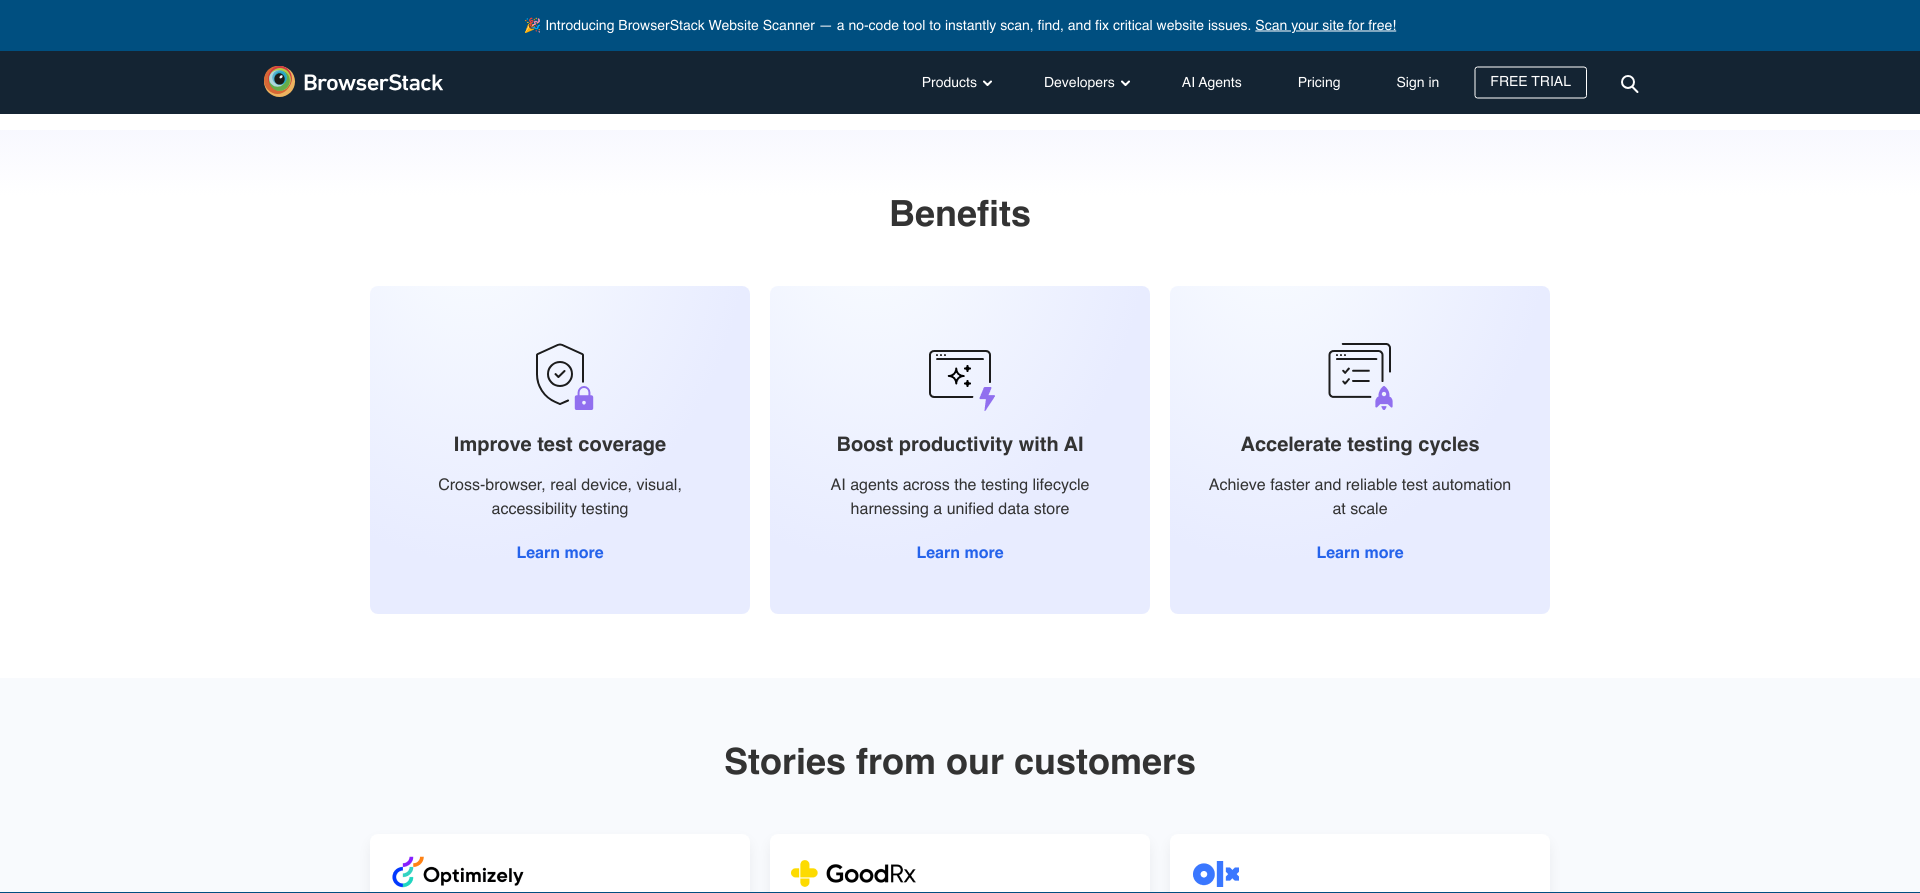 🎉 Introducing BrowserStack Website Scanner — a no-code tool to instantly scan, find, and fix critical website issues. Scan your site for free!
BrowserStack
Products
Developers
AI Agents
Pricing
Sign in
FREE TRIAL
Benefits
Improve test coverage
Cross-browser, real device, visual,
accessibility testing
Learn more
Boost productivity with AI
AI agents across the testing lifecycle
harnessing a unified data store
Learn more
Accelerate testing cycles
Achieve faster and reliable test automation
at scale
Learn more
Stories from our customers
Optimizely
GoodRx
olx